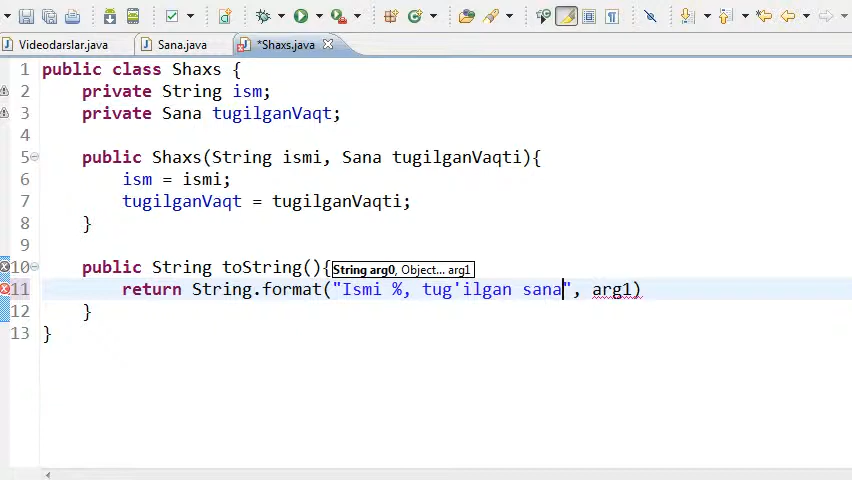 Videodarslar.java Sana.java *Shaxs.java
1 public class Shaxs {
2 private String ism;
3 private Sana tugilganVaqt;
4
5 public Shaxs(String ismi, Sana tugilganVaqti){
6 ism = ismi;
7 tugilganVaqt = tugilganVaqti;
8 }
9
10 public String toString(){ String arg0, Object... arg1
11 return String.format("Ismi %, tug'ilgan sana", arg1)
12 }
13 }